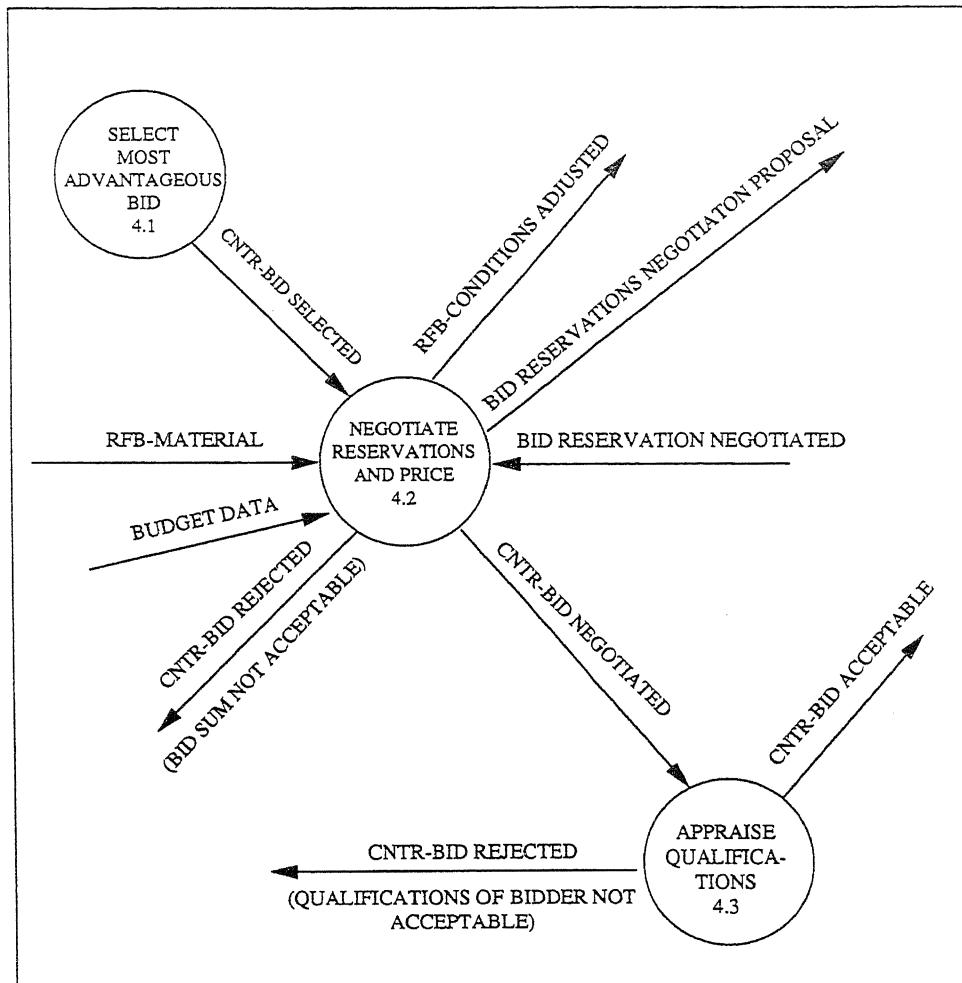 SELECT
MOST
ADVANTAGEOUS
BID
4.1
CNTR-BID SELECTED
RFB-CONDITIONS ADJUSTED
BID RESERVATIONS NEGOTIATON PROPOSAL
RFB-MATERIAL
NEGOTIATE
RESERVATIONS
AND PRICE
4.2
BID RESERVATION NEGOTIATED
BUDGET DATA
CNTR-BID REJECTED
(BID SUM NOT ACCEPTABLE)
CNTR-BID NEGOTIATED
CNTR-BID ACCEPTABLE
APPRAISE
QUALIFICA-
TIONS
4.3
CNTR-BID REJECTED
(QUALIFICATIONS OF BIDDER NOT
ACCEPTABLE)